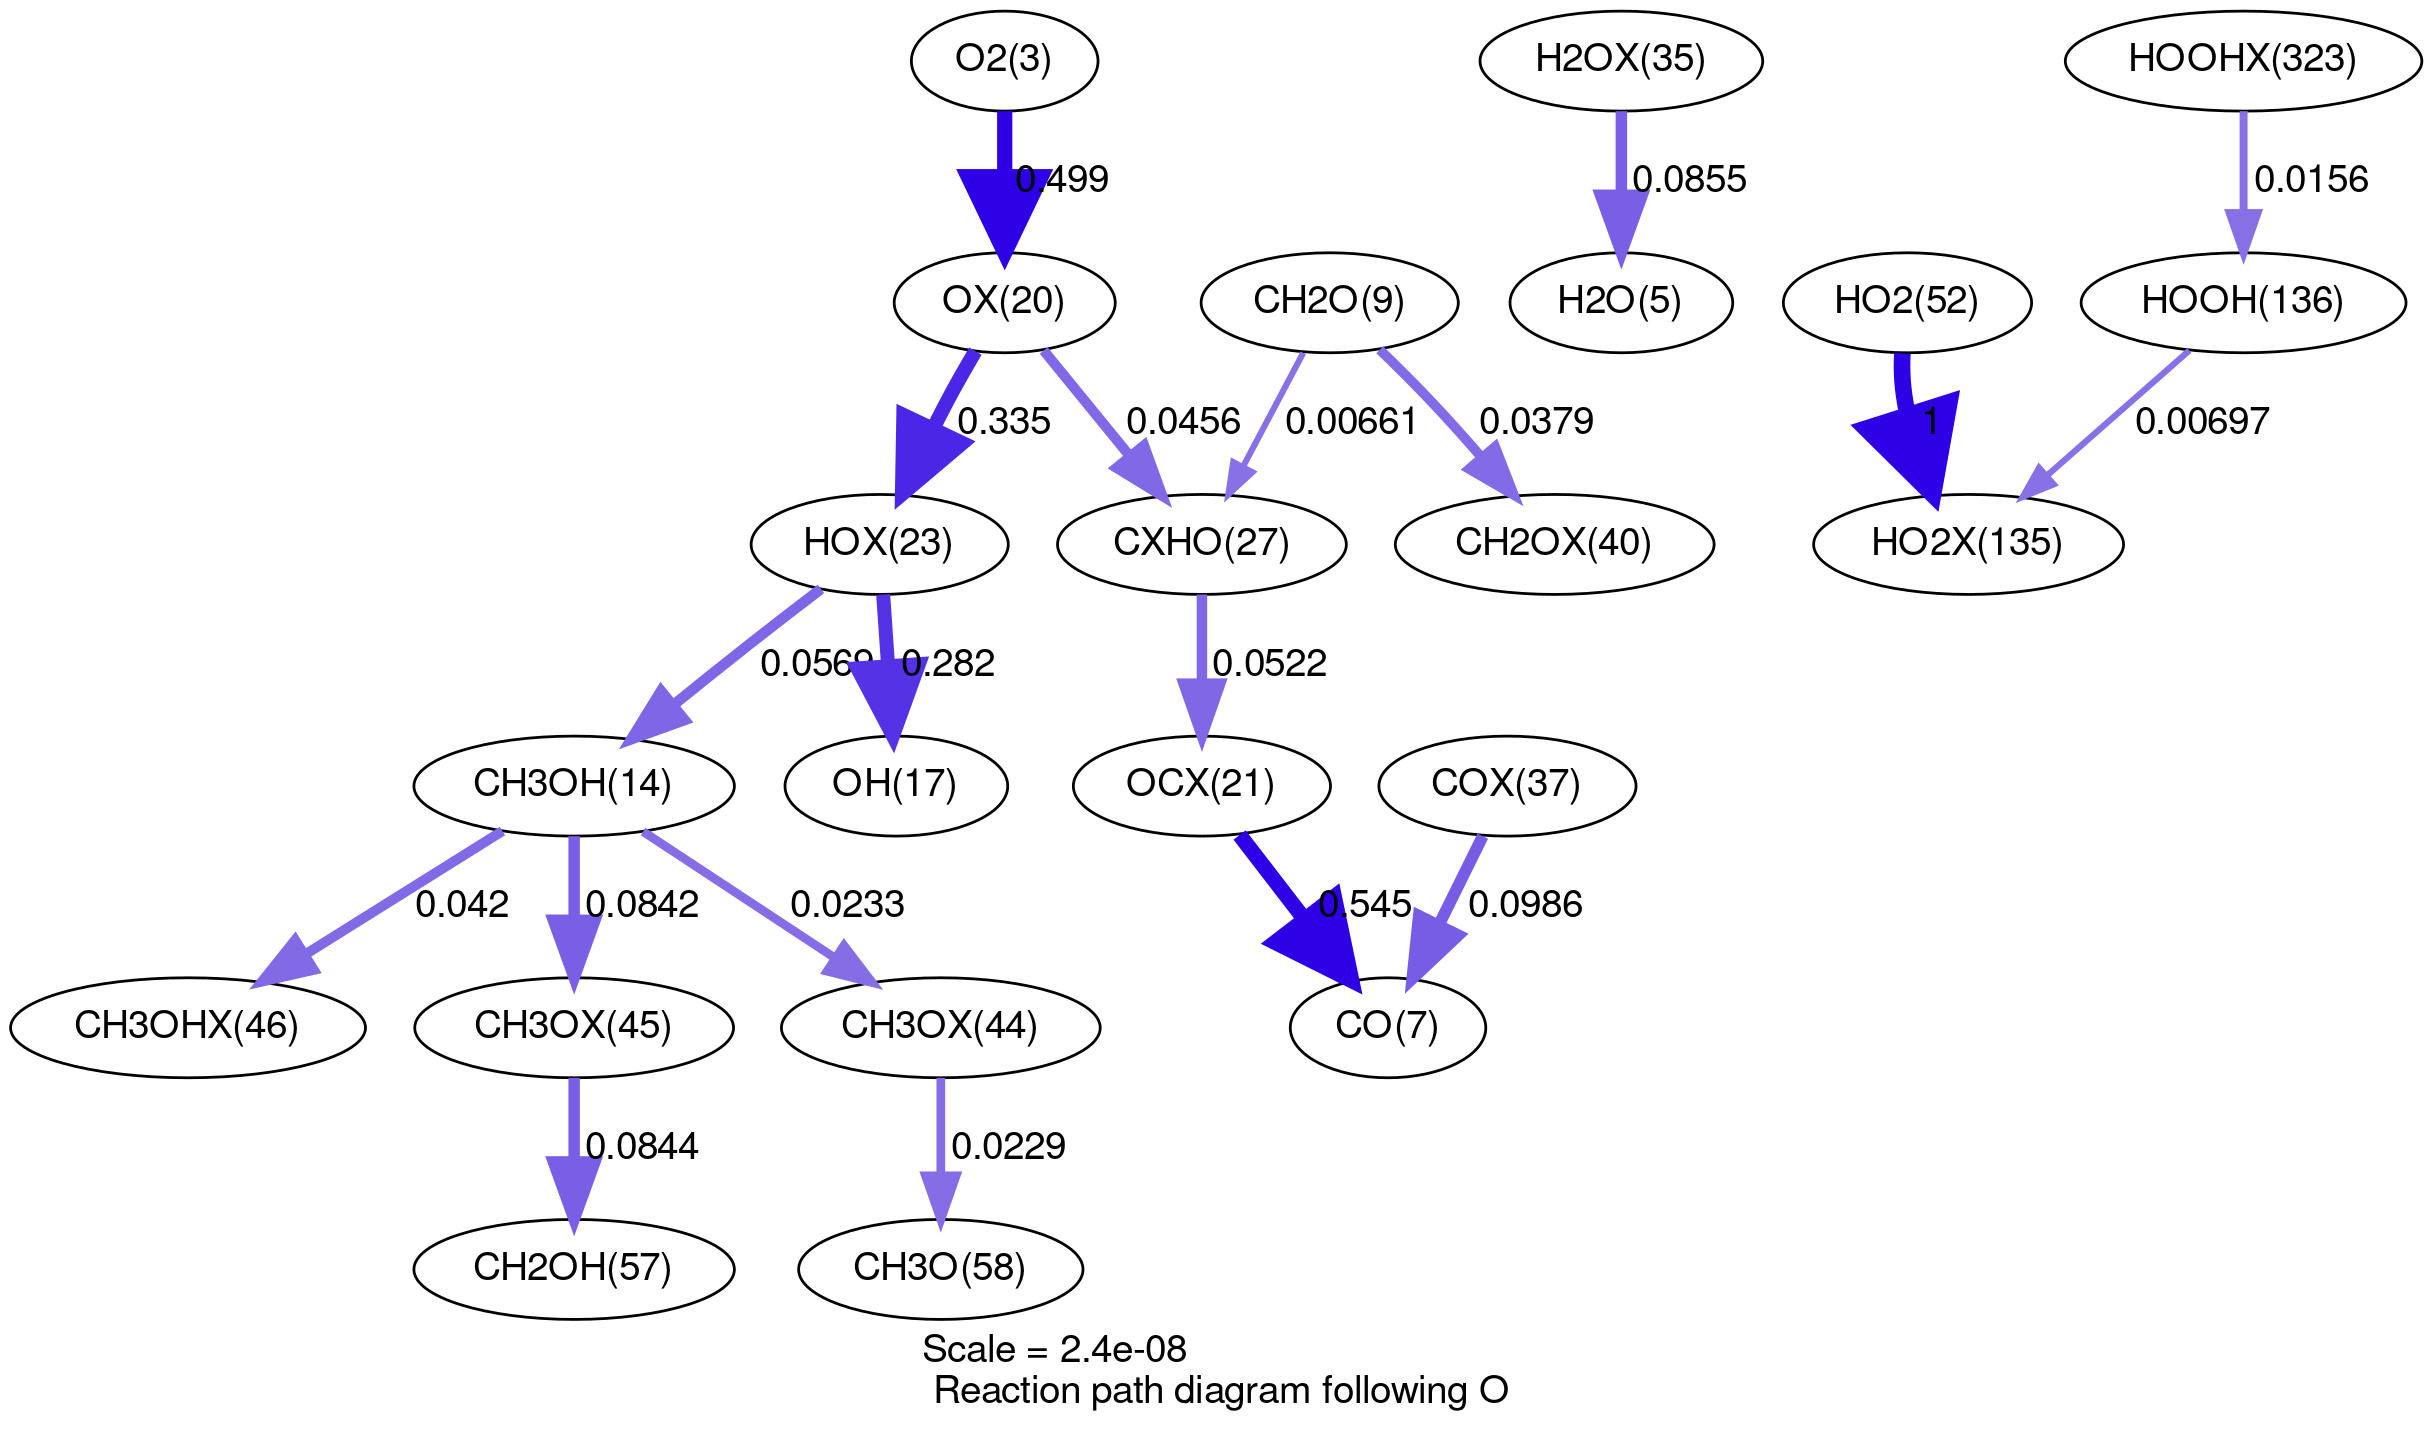 O2(3)
H2OX(35)
HOOHX(323)
0.499
0.0855
0.0156
OX(20)
CH2O(9)
H2O(5)
HO2(52)
HOOH(136)
0.335
0.0456
0.00661
0.0379
1
0.00697
HOX(23)
CXHO(27)
CH2OX(40)
HO2X(135)
0.0569
0.282
0.0522
CH3OH(14)
OH(17)
OCX(21)
COX(37)
0.042
0.0842
0.0233
0.545
0.0986
CH3OHX(46)
CH3OX(45)
CH3OX(44)
CO(7)
0.0844
0.0229
CH2OH(57)
CH3O(58)
Scale = 2.4e-08
Reaction path diagram following O